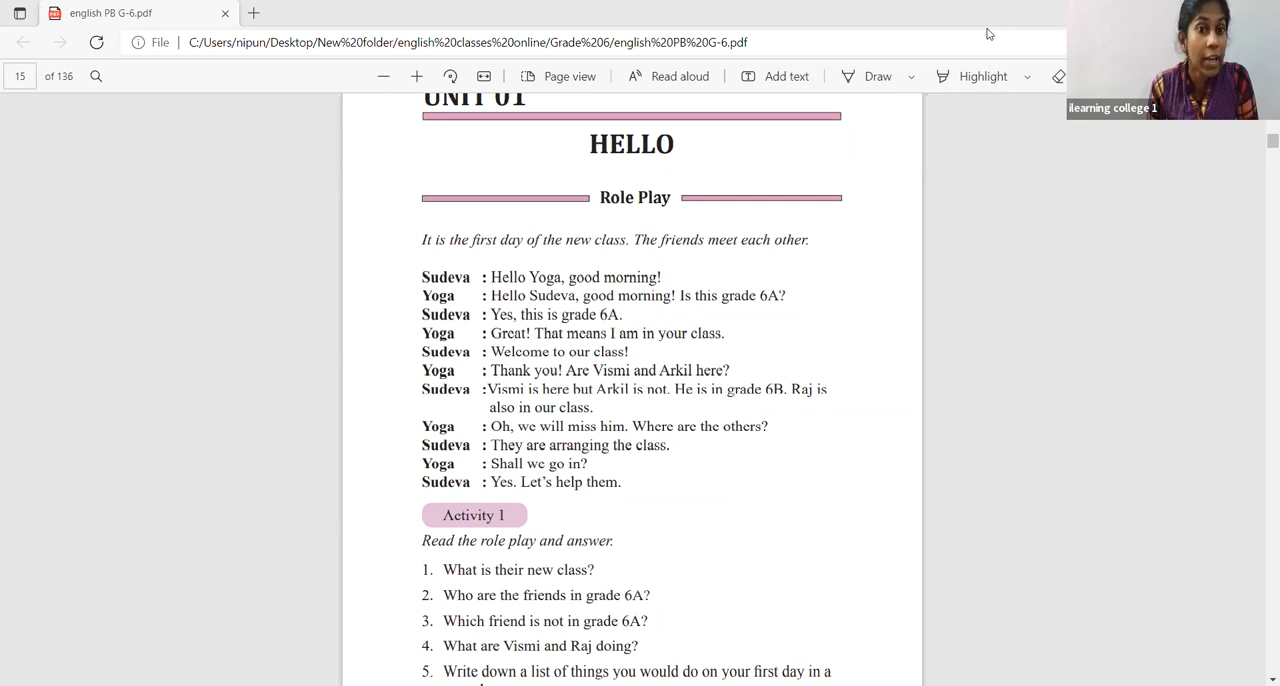 english PB G-6.pdf
File | C:/Users/nipun/Desktop/New%20folder/english%20classes%20online/Grade%206/english%20PB%20G-6.pdf
15 of 136 Page view Read aloud Add text Draw Highlight
ilearning college 1
UNIT 01
HELLO
Role Play
It is the first day of the new class. The friends meet each other.
Sudeva : Hello Yoga, good morning!
Yoga : Hello Sudeva, good morning! Is this grade 6A?
Sudeva : Yes, this is grade 6A.
Yoga : Great! That means I am in your class.
Sudeva : Welcome to our class!
Yoga : Thank you! Are Vismi and Arkil here?
Sudeva :Vismi is here but Arkil is not. He is in grade 6B. Raj is
also in our class.
Yoga : Oh, we will miss him. Where are the others?
Sudeva : They are arranging the class.
Yoga : Shall we go in?
Sudeva : Yes. Let's help them.
Activity 1
Read the role play and answer.
1. What is their new class?
2. Who are the friends in grade 6A?
3. Which friend is not in grade 6A?
4. What are Vismi and Raj doing?
5. Write down a list of things you would do on your first day in a